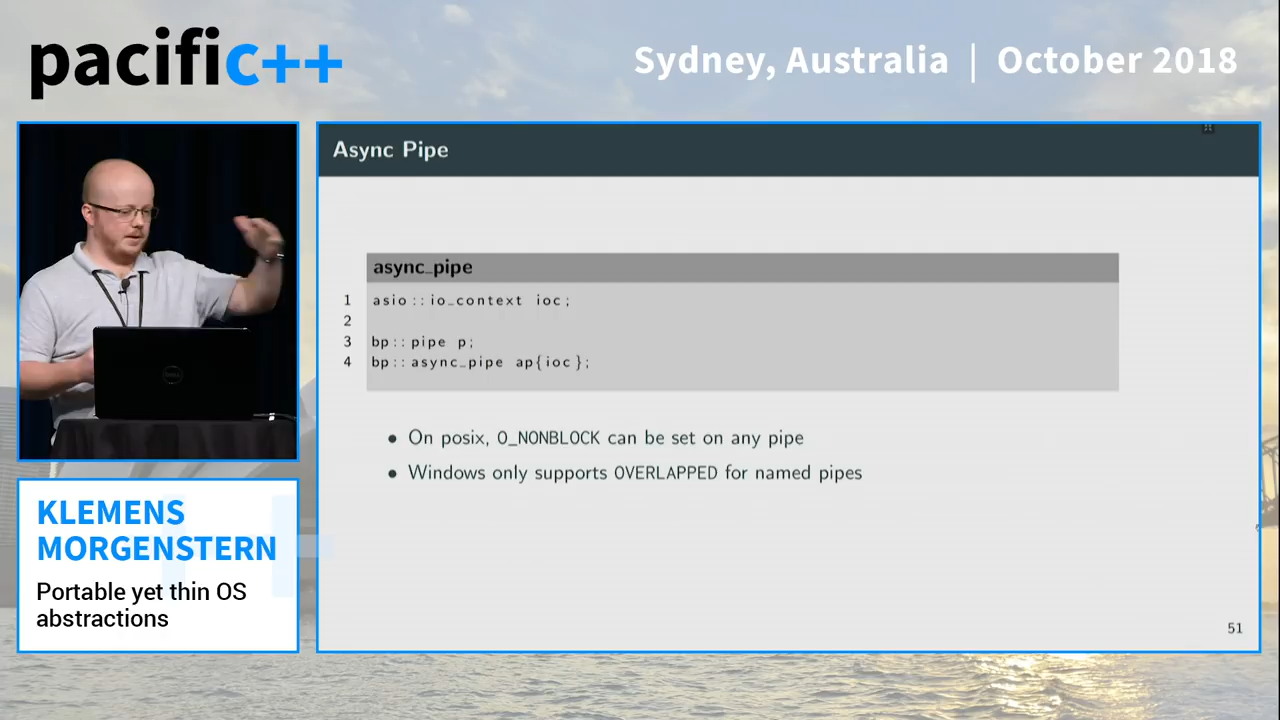 pacific++
Sydney, Australia | October 2018
Async Pipe
async_pipe
1 asio::io_context ioc;
2
3 bp::pipe p;
4 bp::async_pipe ap{ioc};
• On posix, O_NONBLOCK can be set on any pipe
• Windows only supports OVERLAPPED for named pipes
51
KLEMENS
MORGENSTERN
Portable yet thin OS
abstractions